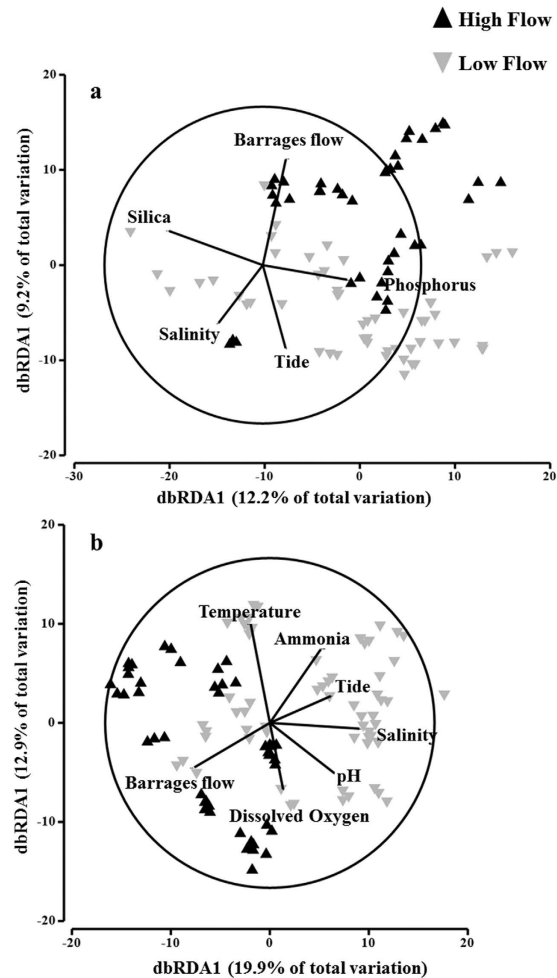 High Flow
Low Flow
a
20
10
0
-10
-20
dbRDA1 (9.2% of total variation)
Barrages flow
Silica
Phosphorus
Salinity
Tide
-30
-20
-10
0
10
20
dbRDA1 (12.2% of total variation)
b
20
10
0
-10
-20
dbRDA1 (12.9% of total variation)
Temperature
Ammonia
Tide
Salinity
pH
Barrages flow
Dissolved Oxygen
-20
-10
0
10
20
dbRDA1 (19.9% of total variation)